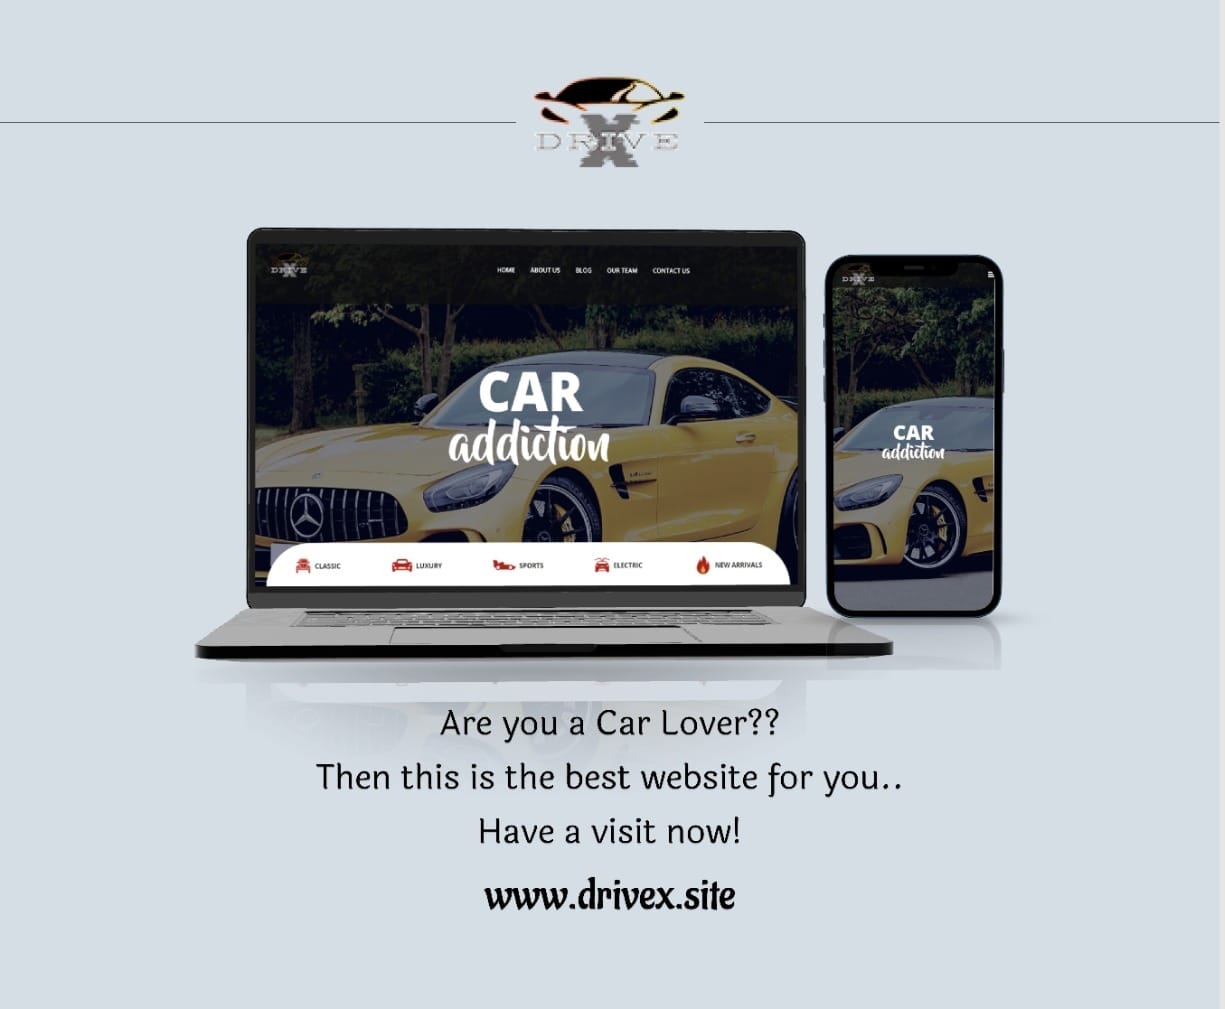 DRIVE
X
DRIVE
X
HOME ABOUT US BLOG OUR TEAM CONTACT US
CAR
addiction
CLASSIC LUXURY SPORTS ELECTRIC NEW ARRIVALS
DRIVE
X
CAR
addiction
Are you a Car Lover??
Then this is the best website for you..
Have a visit now!
www.drivex.site